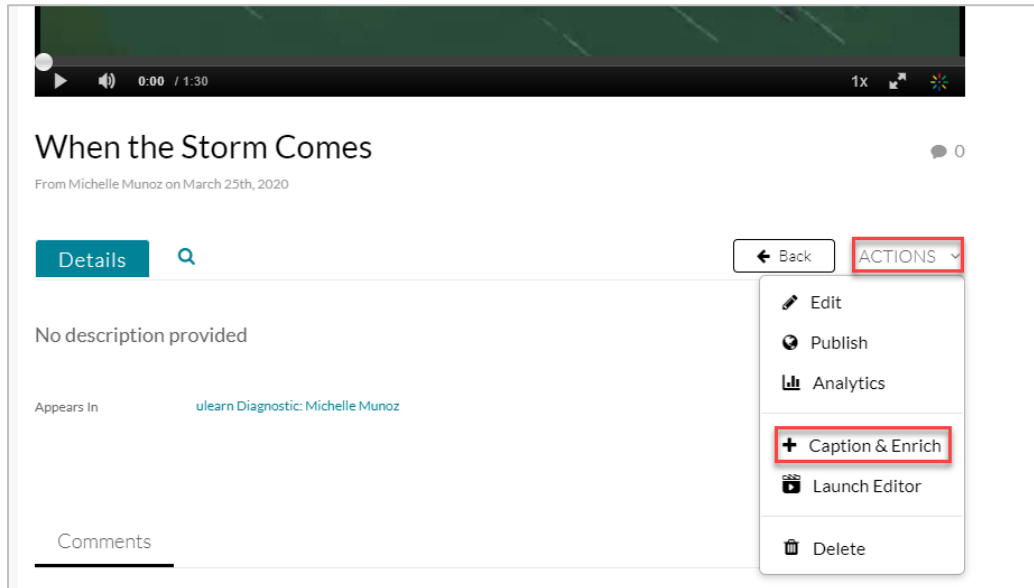 0:00 / 1:30 1x
When the Storm Comes 0
From Michelle Munoz on March 25th, 2020
Details Back ACTIONS
Edit
No description provided
Publish
Analytics
Appears In ulearn Diagnostic: Michelle Munoz
Caption & Enrich
Launch Editor
Comments
Delete